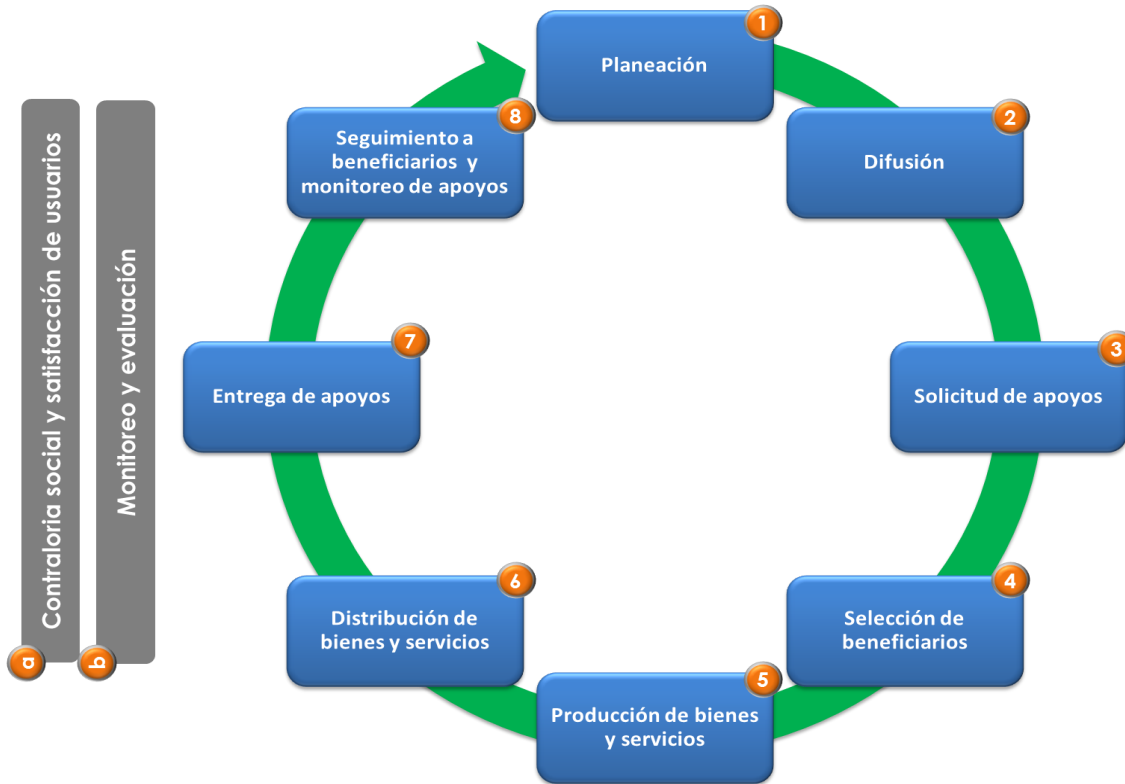 1
Planeación
2
Difusión
3
Solicitud de apoyos
4
Selección de
beneficiarios
5
Producción de bienes
y servicios
6
Distribución de
bienes y servicios
7
Entrega de apoyos
8
Seguimiento a
beneficiarios y
monitoreo de apoyos
a
Contraloria social y satisfacción de usuarios
b
Monitoreo y evaluación